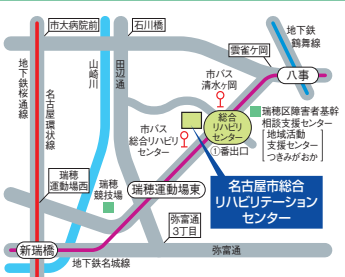 市大病院前
石川橋
地下鉄
鶴舞線
雲雀ケ岡
八事
地下鉄桜通線
名古屋環状線
山崎川
田辺通
市バス
清水ヶ岡
総合
リハビリ
センター
瑞穂区障害者基幹
相談支援センター
地域活動
支援センター
つきみがおか
市バス
総合リハビリ
センター
①番出口
瑞穂
運動場西
瑞穂
競技場
瑞穂運動場東
名古屋市総合
リハビリテーション
センター
弥富通
3丁目
新瑞橋
地下鉄名城線
弥富通